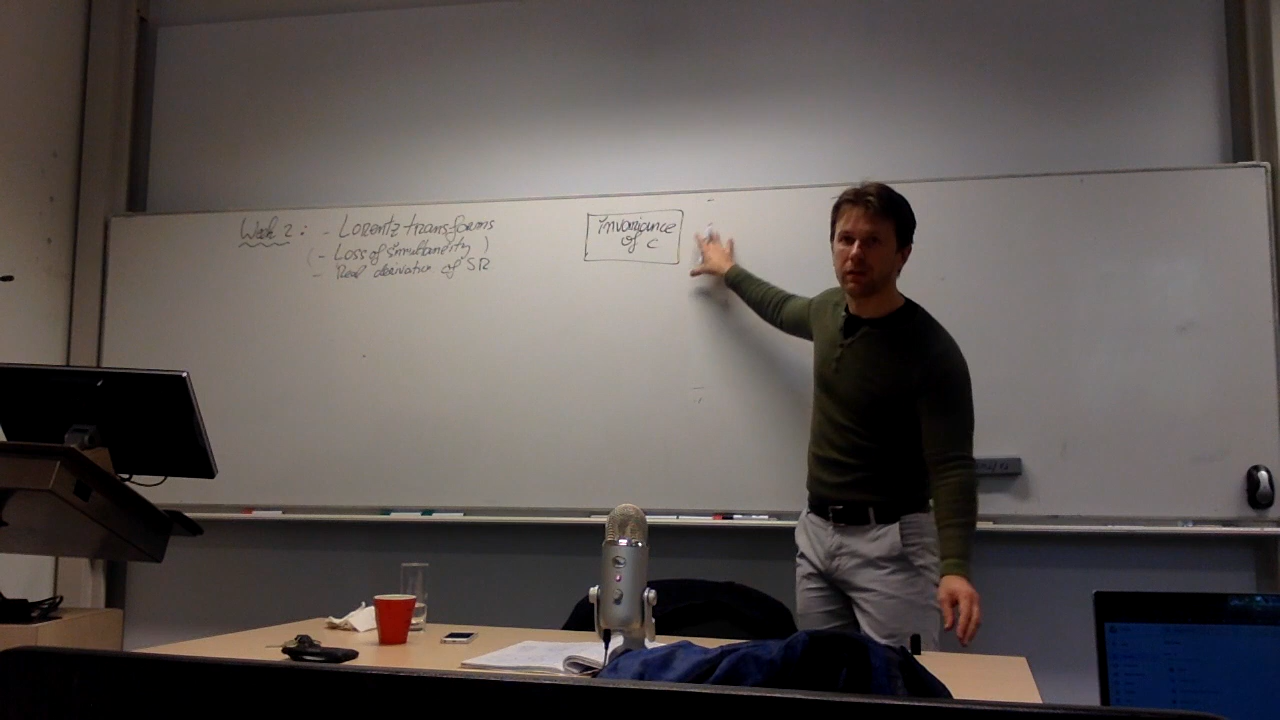 Week 2 : - Lorentz transforms
( - Loss of simultaneity )
- Real derivation of SR
Invariance
of c